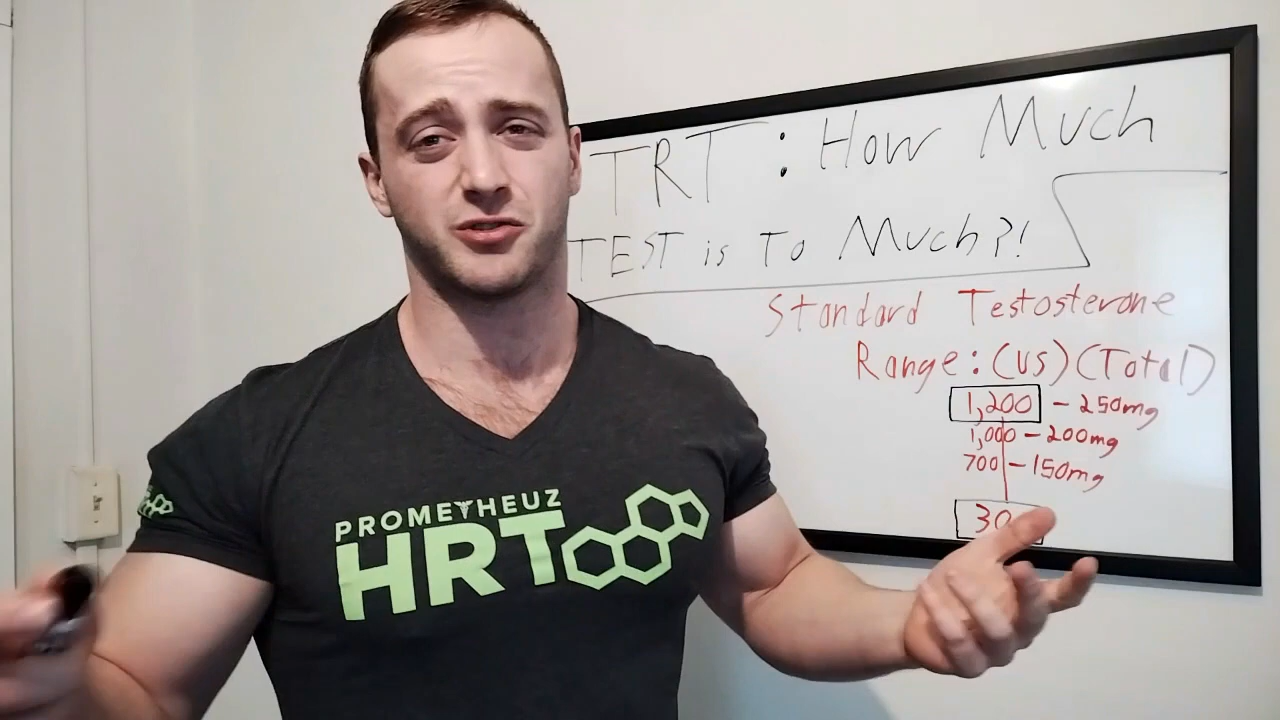 TRT : How Much
TEST is To Much?!
Standard Testosterone
Range: (US) (Total)
1,200 - 250mg
1,000 - 200mg
700 - 150mg
PROMETHEUZ
HRT